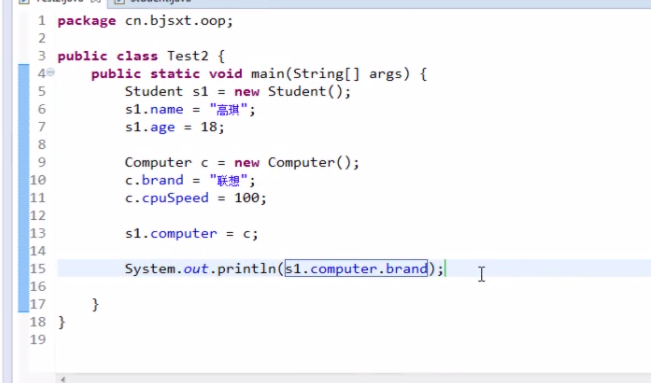 1 package cn.bjsxt.oop;
2
3 public class Test2 {
4 public static void main(String[] args) {
5 Student s1 = new Student();
6 s1.name = "高琪";
7 s1.age = 18;
8
9 Computer c = new Computer();
10 c.brand = "联想";
11 c.cpuSpeed = 100;
12
13 s1.computer = c;
14
15 System.out.println(s1.computer.brand);
16
17 }
18 }
19